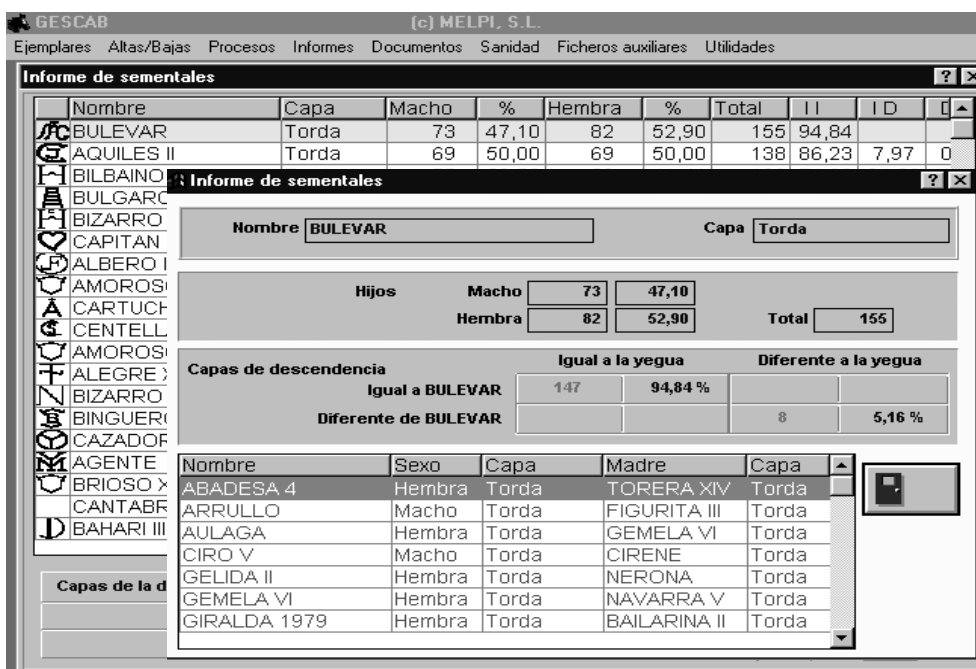 GESCAB (c) MELPI, S.L.
Ejemplares Altas/Bajas Procesos Informes Documentos Sanidad Ficheros auxiliares Utilidades
Informe de sementales
Nombre Capa Macho % Hembra % Total I I I D
BULEVAR Torda 73 47,10 82 52,90 155 94,84
AQUILES II Torda 69 50,00 69 50,00 138 86,23 7,97
BILBAINO
BULGARO
BIZARRO
CAPITAN
ALBERO
AMOROS
CARTUCH
CENTELL
AMOROS
ALEGRE
BIZARRO
BINGUER
CAZADOR
AGENTE
BRIOSO
CANTABR
BAHARI III
Capas de la d
Informe de sementales
Nombre BULEVAR Capa Torda
Hijos Macho 73 47,10
Hembra 82 52,90 Total 155
Capas de descendencia Igual a la yegua Diferente a la yegua
Igual a BULEVAR 147 94,84 %
Diferente de BULEVAR 8 5,16 %
Nombre Sexo Capa Madre Capa
ABADESA 4 Hembra Torda TORERA XIV Torda
ARRULLO Macho Torda FIGURITA III Torda
AULAGA Hembra Torda GEMELA VI Torda
CIRO V Macho Torda CIRENE Torda
GELIDA II Hembra Torda NERONA Torda
GEMELA VI Hembra Torda NAVARRA V Torda
GIRALDA 1979 Hembra Torda BAILARINA II Torda